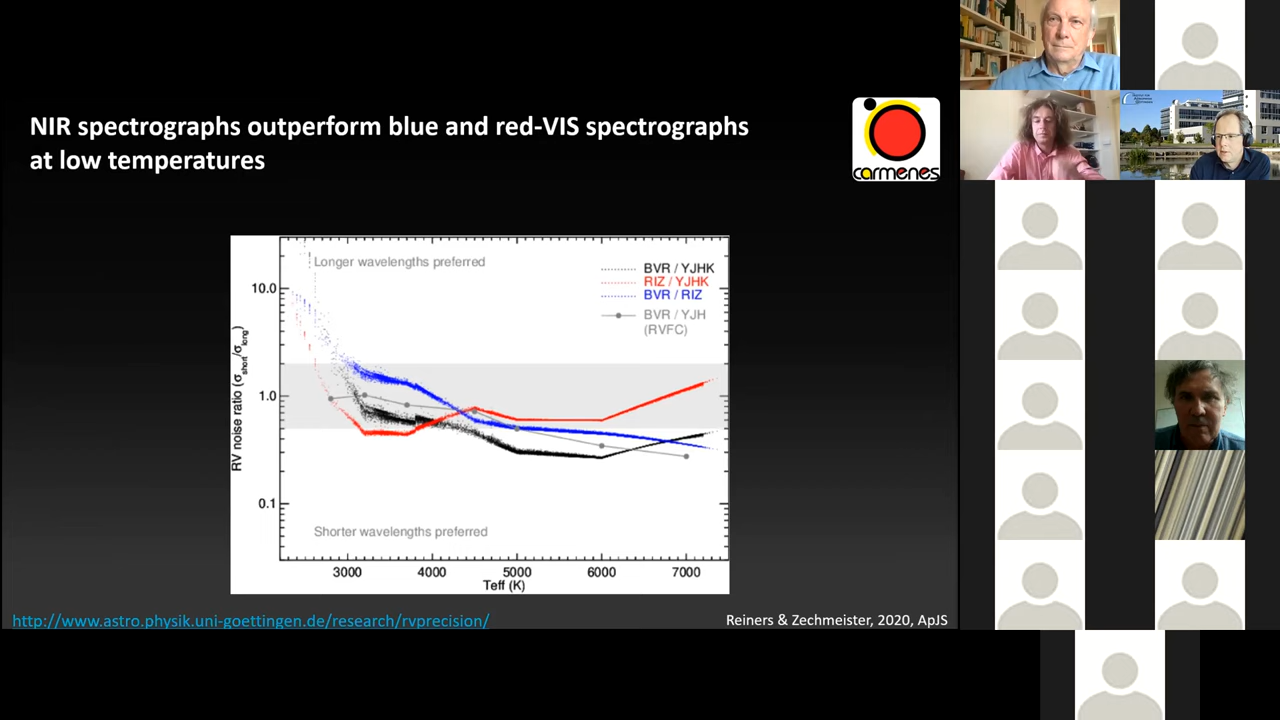 NIR spectrographs outperform blue and red-VIS spectrographs
at low temperatures
carmenes
Longer wavelengths preferred
BVR / YJHK
RIZ / YJHK
BVR / RIZ
BVR / YJH
(RVFC)
10.0
1.0
0.1
RV noise ratio (σshort/σlong)
Shorter wavelengths preferred
3000
4000
5000
6000
7000
Teff (K)
http://www.astro.physik.uni-goettingen.de/research/rvprecision/
Reiners & Zechmeister, 2020, ApJS